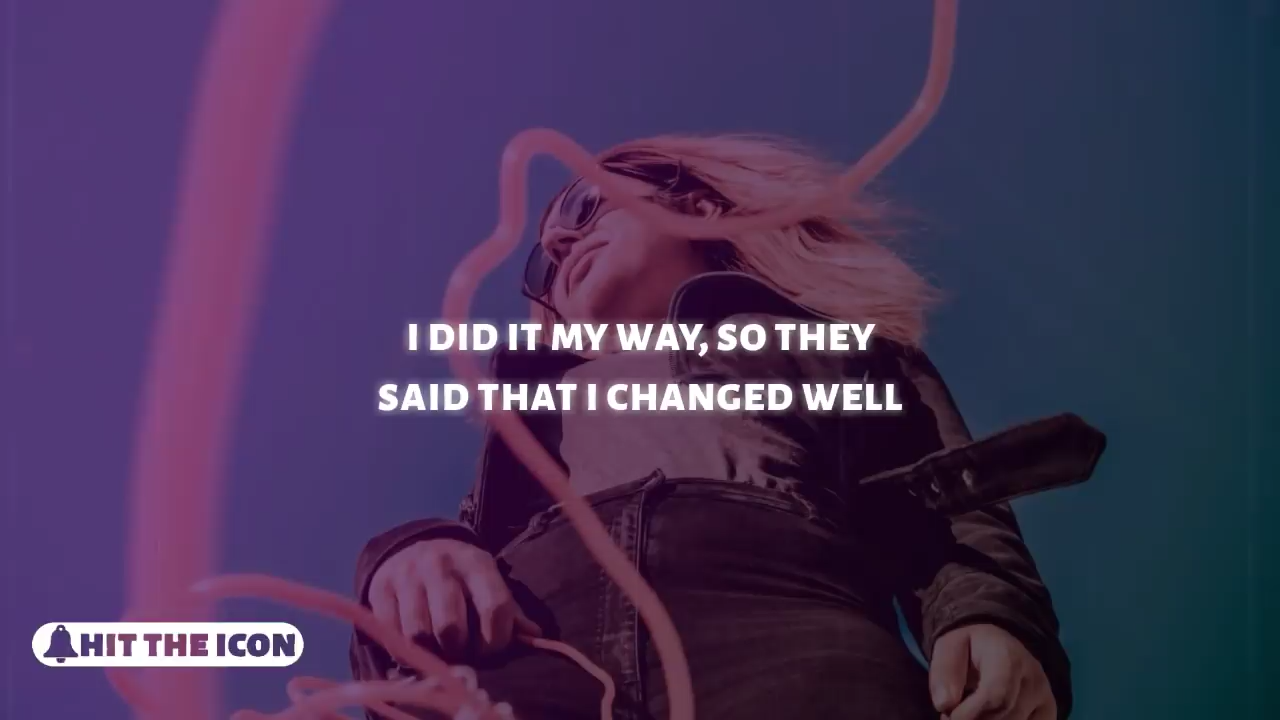 I DID IT MY WAY, SO THEY
SAID THAT I CHANGED WELL
HIT THE ICON